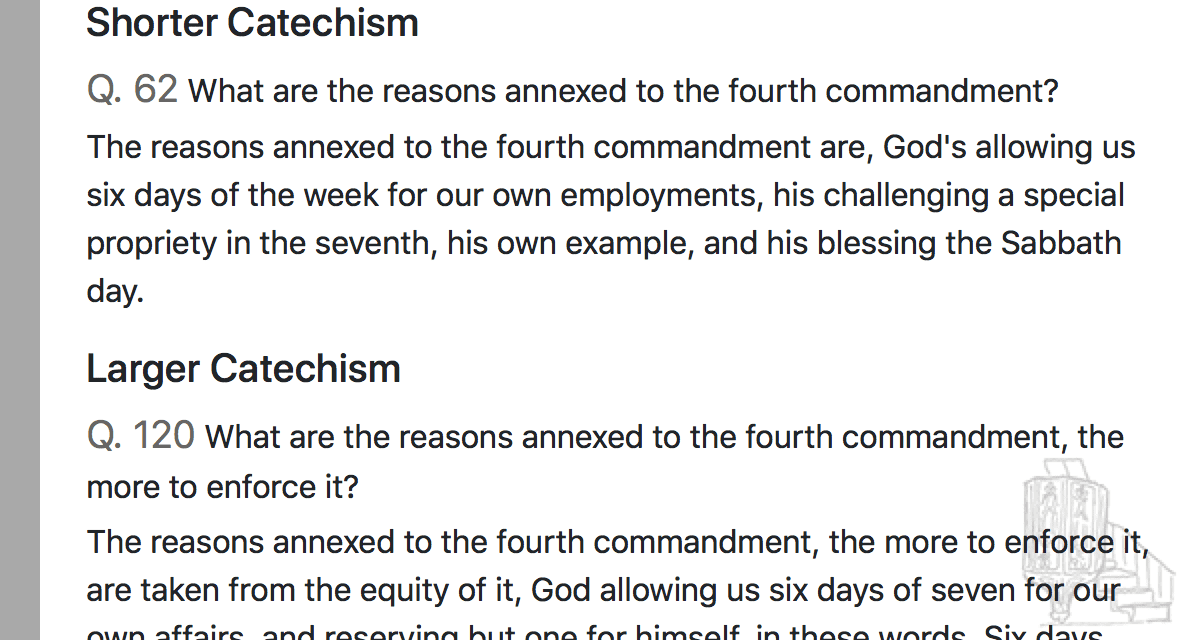 Shorter Catechism
Q. 62 What are the reasons annexed to the fourth commandment?
The reasons annexed to the fourth commandment are, God's allowing us
six days of the week for our own employments, his challenging a special
propriety in the seventh, his own example, and his blessing the Sabbath
day.
Larger Catechism
Q. 120 What are the reasons annexed to the fourth commandment, the
more to enforce it?
The reasons annexed to the fourth commandment, the more to enforce it,
are taken from the equity of it, God allowing us six days of seven for our
own affairs, and reserving but one for himself, in these words, Six days